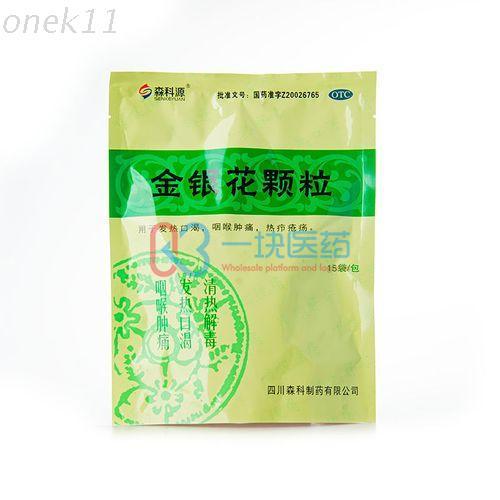 onek11
森科源®
SENKEYUAN
批准文号：国药准字Z20026765
OTC
金银花颗粒
用于发热口渴，咽喉肿痛，热疖疮疡。
一块医药
Wholesale platform and
15袋/包
清热解毒
发热口渴
咽喉肿痛
四川森科制药有限公司